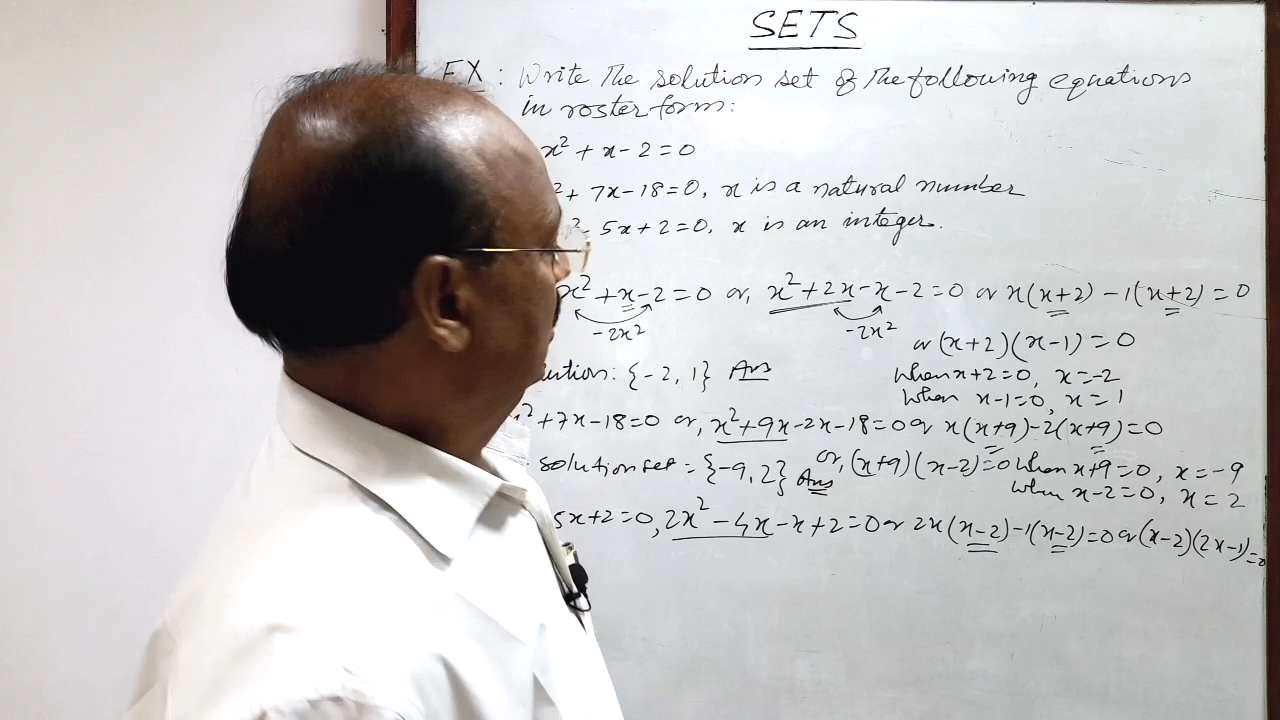 SETS
EX : Write The solution set of The following equations
in roster form:
x² + x - 2 = 0
² + 7x - 18 = 0, x is a natural number
² - 5x + 2 = 0, x is an integer.
x² + x - 2 = 0 or, x² + 2x - x - 2 = 0 or x(x+2) - 1(x+2) = 0
-2x² -2x²
or (x+2)(x-1) = 0
ution: {-2, 1} Ans When x+2=0, x=-2
When x-1=0, x=1
x² + 7x - 18 = 0 or, x² + 9x - 2x - 18 = 0 or x(x+9) - 2(x+9) = 0
solution set = {-9, 2} Ans or, (x+9)(x-2)=0 When x+9=0, x=-9
When x-2=0, x=2
5x+2=0, 2x² - 4x - x + 2 = 0 or 2x(x-2) - 1(x-2) = 0 or (x-2)(2x-1)=0